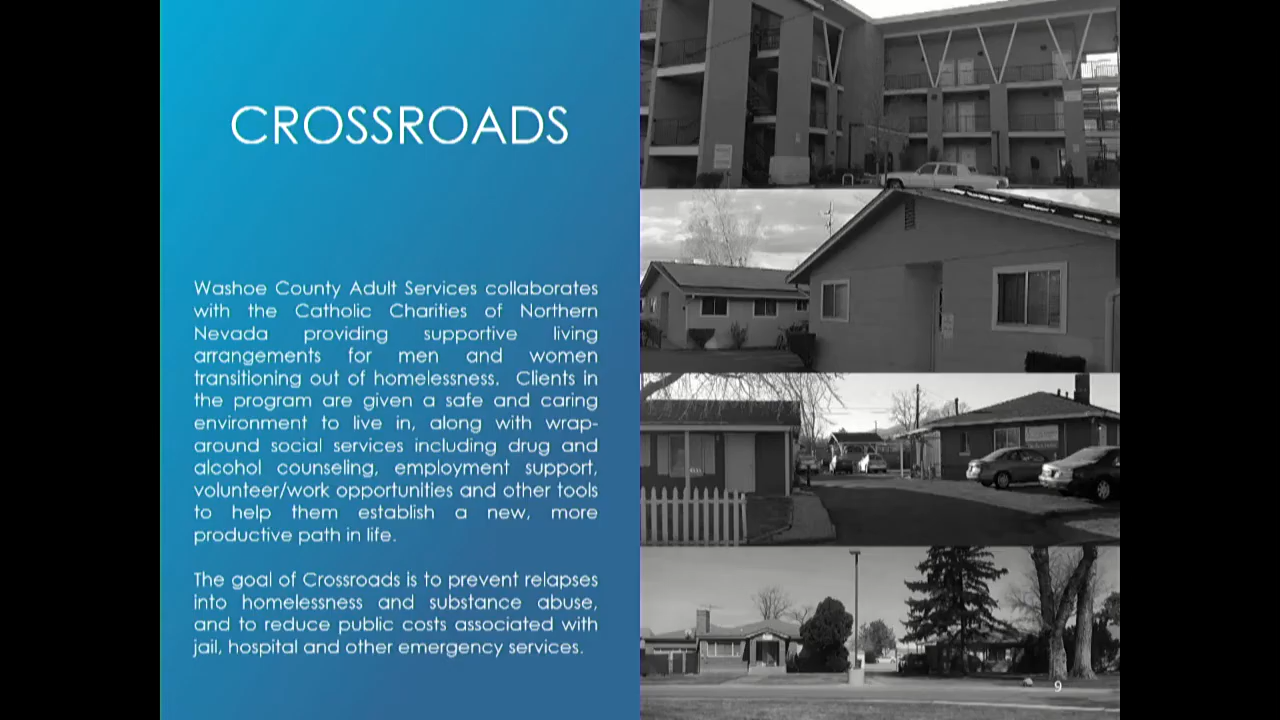 CROSSROADS
Washoe County Adult Services collaborates
with the Catholic Charities of Northern
Nevada providing supportive living
arrangements for men and women
transitioning out of homelessness. Clients in
the program are given a safe and caring
environment to live in, along with wrap-
around social services including drug and
alcohol counseling, employment support,
volunteer/work opportunities and other tools
to help them establish a new, more
productive path in life.
The goal of Crossroads is to prevent relapses
into homelessness and substance abuse,
and to reduce public costs associated with
jail, hospital and other emergency services.
9